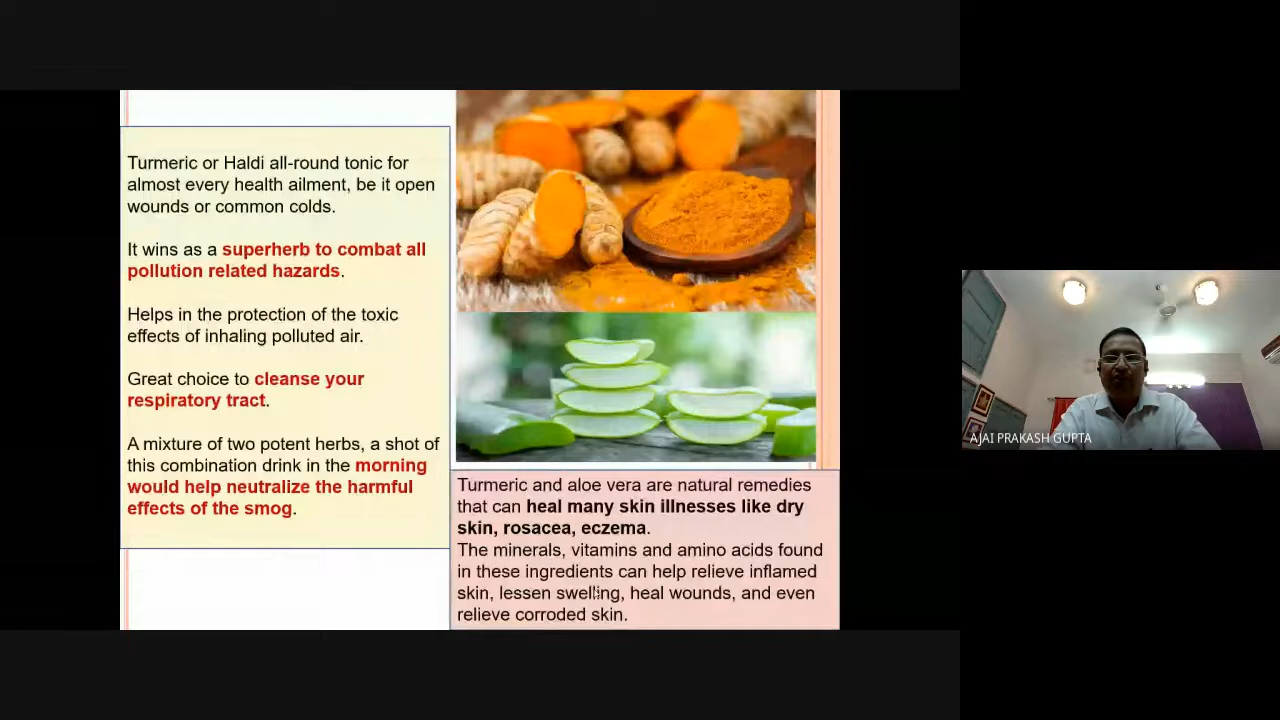 Turmeric or Haldi all-round tonic for
almost every health ailment, be it open
wounds or common colds.
It wins as a superherb to combat all
pollution related hazards.
Helps in the protection of the toxic
effects of inhaling polluted air.
Great choice to cleanse your
respiratory tract.
A mixture of two potent herbs, a shot of
this combination drink in the morning
would help neutralize the harmful
effects of the smog.
Turmeric and aloe vera are natural remedies
that can heal many skin illnesses like dry
skin, rosacea, eczema.
The minerals, vitamins and amino acids found
in these ingredients can help relieve inflamed
skin, lessen swelling, heal wounds, and even
relieve corroded skin.
AJAI PRAKASH GUPTA